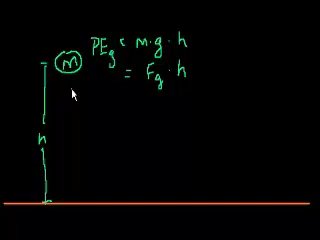 PEg = m·g·h
= Fg·h
m
h